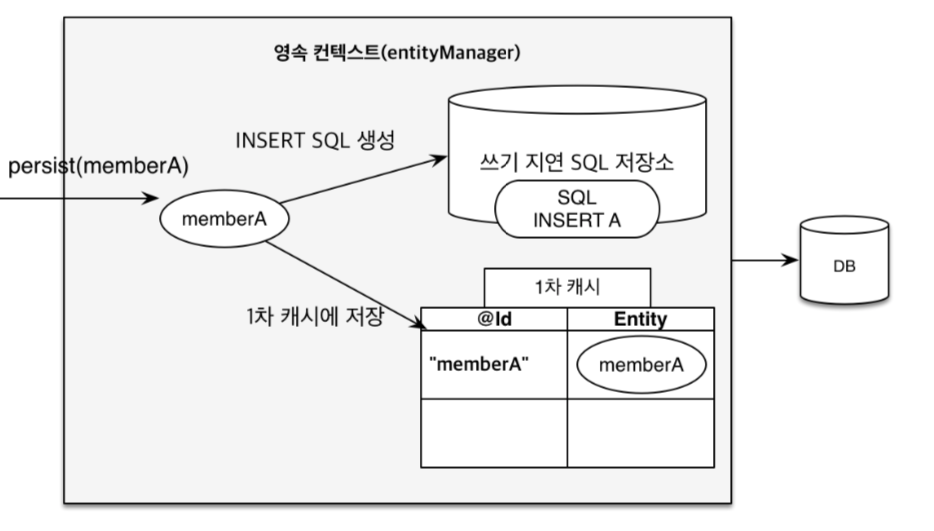 영속 컨텍스트(entityManager)
INSERT SQL 생성
persist(memberA)
쓰기 지연 SQL 저장소
memberA
SQL
INSERT A
DB
1차 캐시
1차 캐시에 저장
@Id
Entity
"memberA"
memberA